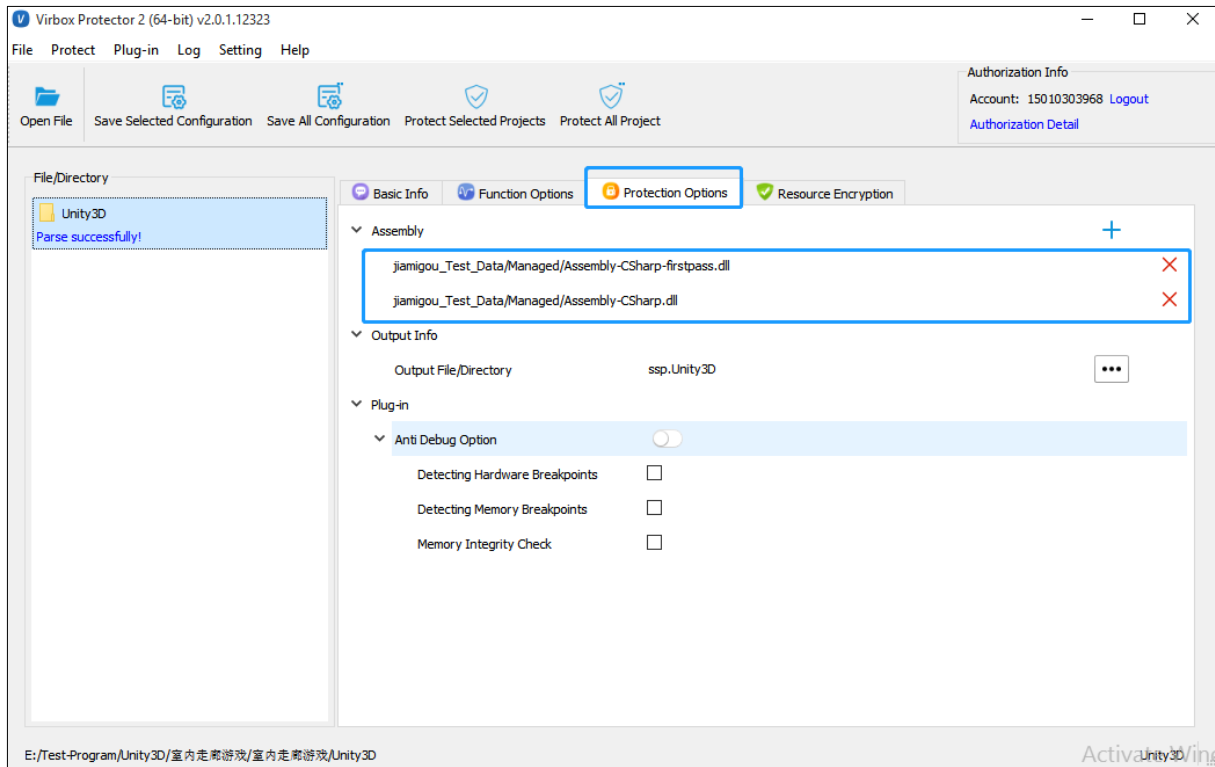 Virbox Protector 2 (64-bit) v2.0.1.12323
File Protect Plug-in Log Setting Help
Open File Save Selected Configuration Save All Configuration Protect Selected Projects Protect All Project
Authorization Info
Account: 15010303968 Logout
Authorization Detail
File/Directory
Unity3D
Parse successfully!
Basic Info Function Options Protection Options Resource Encryption
Assembly
jiamigou_Test_Data/Managed/Assembly-CSharp-firstpass.dll
jiamigou_Test_Data/Managed/Assembly-CSharp.dll
Output Info
Output File/Directory ssp.Unity3D
Plug-in
Anti Debug Option
Detecting Hardware Breakpoints
Detecting Memory Breakpoints
Memory Integrity Check
E:/Test-Program/Unity3D/室内走廊游戏/室内走廊游戏/Unity3D
Unity3D